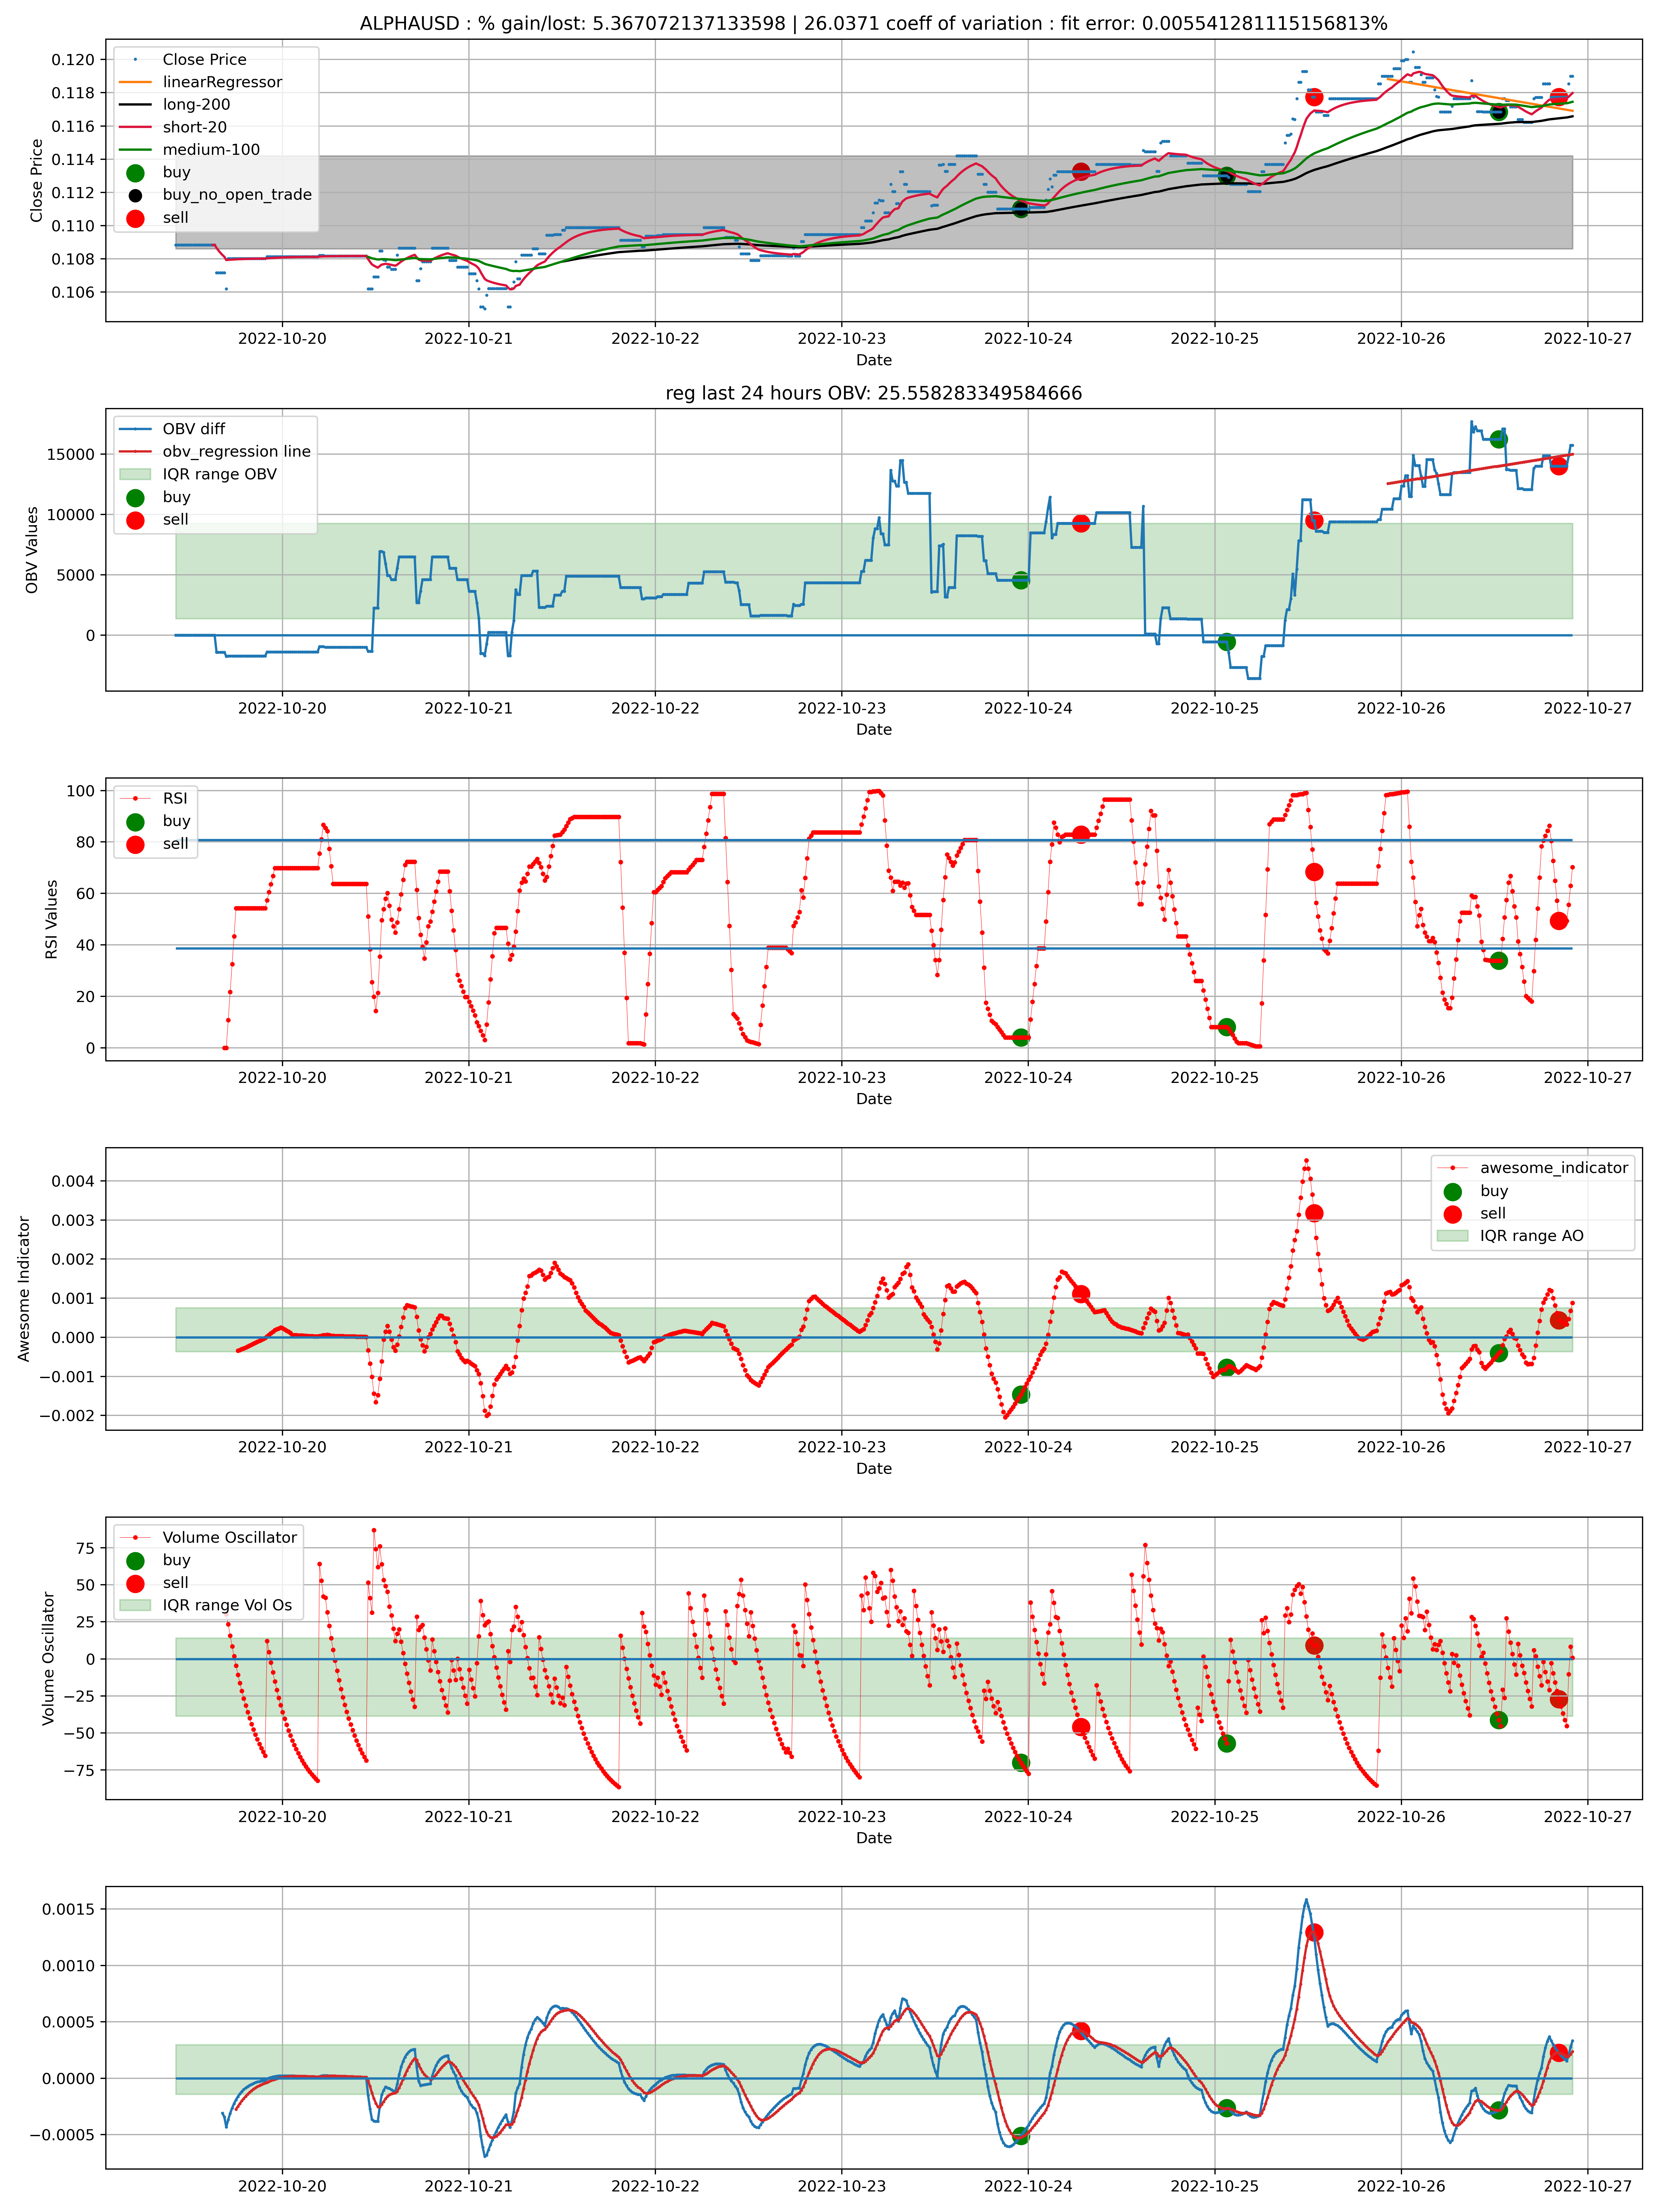 ALPHAUSD : % gain/lost: 5.367072137133598 | 26.0371 coeff of variation : fit error: 0.005541281115156813%
Close Price
0.120
0.118
0.116
0.114
0.112
0.110
0.108
0.106
Close Price
linearRegressor
long-200
short-20
medium-100
buy
buy_no_open_trade
sell
2022-10-20 2022-10-21 2022-10-22 2022-10-23 2022-10-24 2022-10-25 2022-10-26 2022-10-27
Date
reg last 24 hours OBV: 25.558283349584666
OBV Values
15000
10000
5000
0
OBV diff
obv_regression line
IQR range OBV
buy
sell
2022-10-20 2022-10-21 2022-10-22 2022-10-23 2022-10-24 2022-10-25 2022-10-26 2022-10-27
Date
RSI Values
100
80
60
40
20
0
RSI
buy
sell
2022-10-20 2022-10-21 2022-10-22 2022-10-23 2022-10-24 2022-10-25 2022-10-26 2022-10-27
Date
Awesome Indicator
0.004
0.003
0.002
0.001
0.000
−0.001
−0.002
awesome_indicator
buy
sell
IQR range AO
2022-10-20 2022-10-21 2022-10-22 2022-10-23 2022-10-24 2022-10-25 2022-10-26 2022-10-27
Date
Volume Oscillator
75
50
25
0
−25
−50
−75
Volume Oscillator
buy
sell
IQR range Vol Os
2022-10-20 2022-10-21 2022-10-22 2022-10-23 2022-10-24 2022-10-25 2022-10-26 2022-10-27
Date
0.0015
0.0010
0.0005
0.0000
−0.0005
2022-10-20 2022-10-21 2022-10-22 2022-10-23 2022-10-24 2022-10-25 2022-10-26 2022-10-27